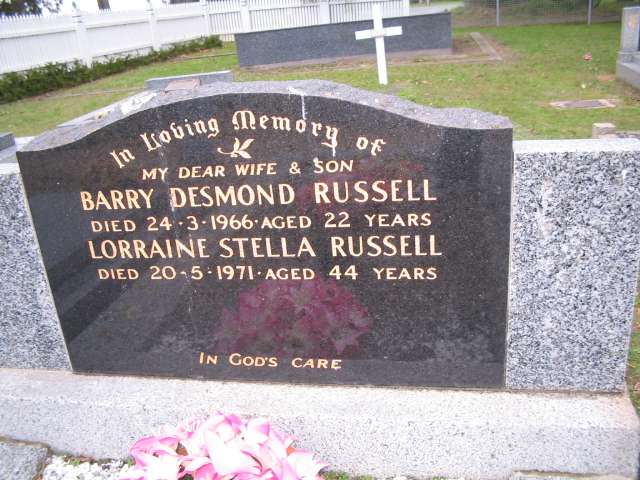 In Loving Memory of
MY DEAR WIFE & SON
BARRY DESMOND RUSSELL
DIED 24·3·1966·AGED 22 YEARS
LORRAINE STELLA RUSSELL
DIED 20-5-1971·AGED 44 YEARS
IN GOD'S CARE